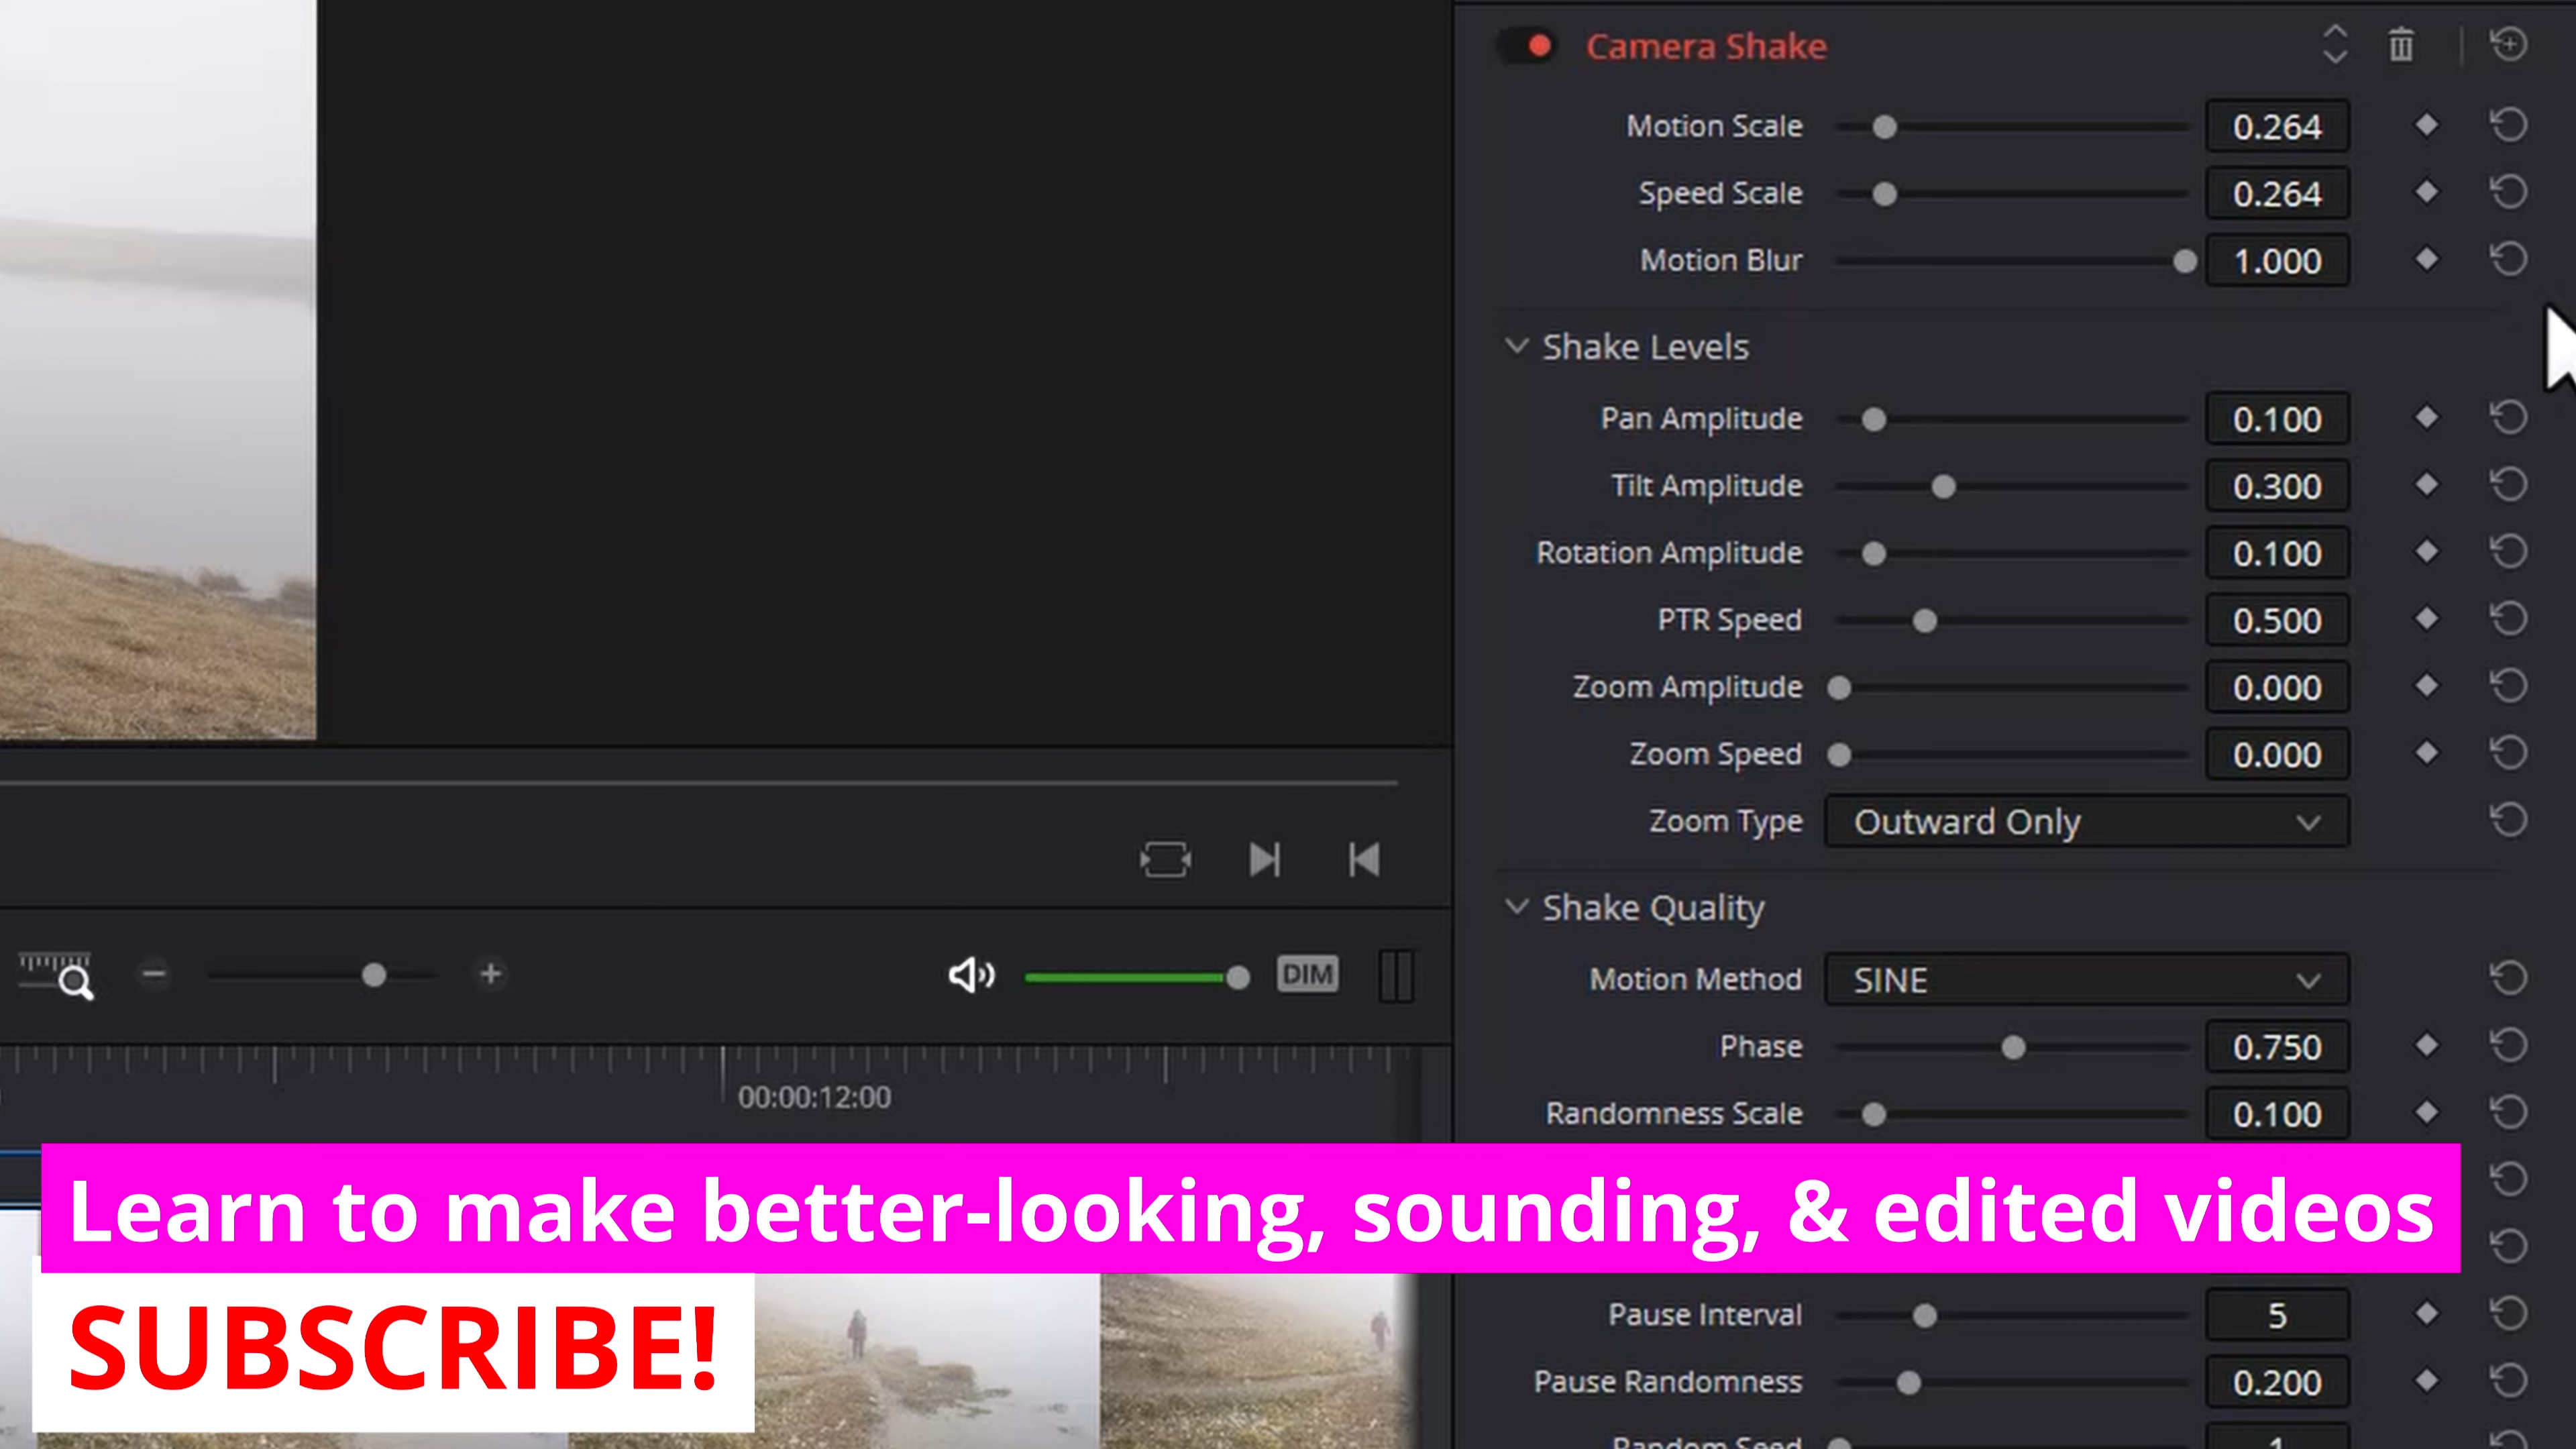 Camera Shake
Motion Scale 0.264
Speed Scale 0.264
Motion Blur 1.000
Shake Levels
Pan Amplitude 0.100
Tilt Amplitude 0.300
Rotation Amplitude 0.100
PTR Speed 0.500
Zoom Amplitude 0.000
Zoom Speed 0.000
Zoom Type Outward Only
Shake Quality
Motion Method SINE
Phase 0.750
Randomness Scale 0.100
DIM
00:00:12:00
Learn to make better-looking, sounding, & edited videos
SUBSCRIBE!
Pause Interval 5
Pause Randomness 0.200
Random Seed 1